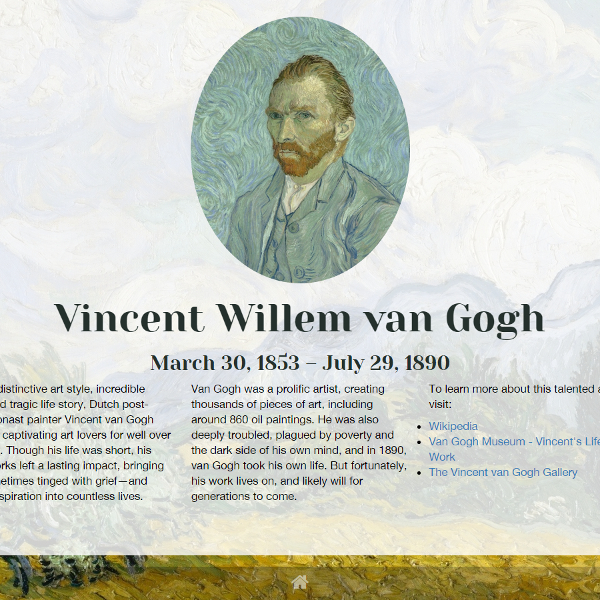 Vincent Willem van Gogh
March 30, 1853 – July 29, 1890
distinctive art style, incredible
tragic life story, Dutch post-
painter Vincent van Gogh
captivating art lovers for well over
Though his life was short, his
left a lasting impact, bringing
tinged with grief—and
into countless lives.
Van Gogh was a prolific artist, creating
thousands of pieces of art, including
around 860 oil paintings. He was also
deeply troubled, plagued by poverty and
the dark side of his own mind, and in 1890,
van Gogh took his own life. But fortunately,
his work lives on, and likely will for
generations to come.
To learn more about this talented
visit:
Wikipedia
Van Gogh Museum - Vincent's Life
Work
The Vincent van Gogh Gallery